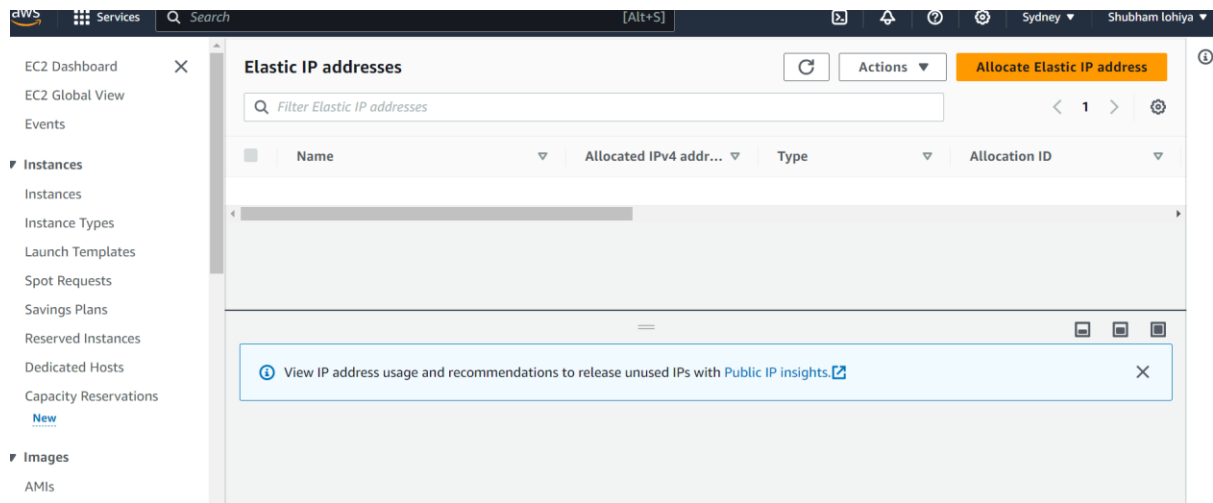 aws Services Search [Alt+S] Sydney Shubham lohiya
EC2 Dashboard
EC2 Global View
Events
Instances
Instances
Instance Types
Launch Templates
Spot Requests
Savings Plans
Reserved Instances
Dedicated Hosts
Capacity Reservations
New
Images
AMIs
Elastic IP addresses
Actions
Allocate Elastic IP address
Filter Elastic IP addresses
1
Name Allocated IPv4 addr... Type Allocation ID
View IP address usage and recommendations to release unused IPs with Public IP insights.